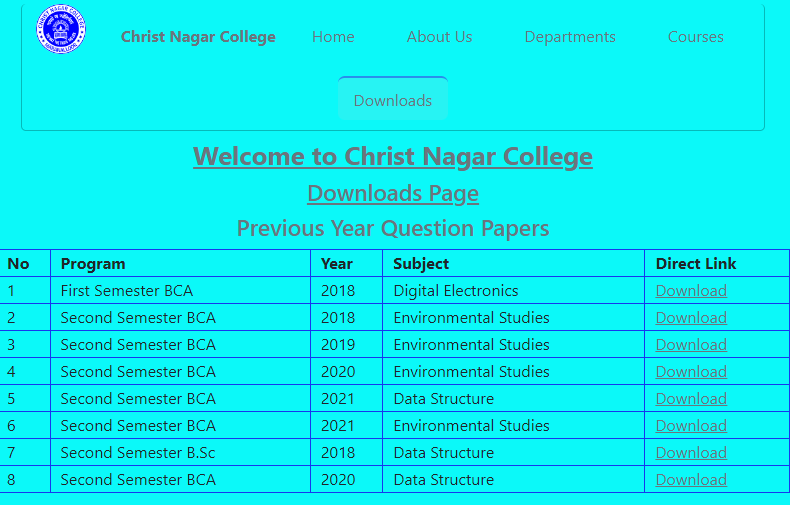 CHRIST NAGAR COLLEGE
Christ Nagar College Home About Us Departments Courses
Downloads
Welcome to Christ Nagar College
Downloads Page
Previous Year Question Papers
No Program Year Subject Direct Link
1 First Semester BCA 2018 Digital Electronics Download
2 Second Semester BCA 2018 Environmental Studies Download
3 Second Semester BCA 2019 Environmental Studies Download
4 Second Semester BCA 2020 Environmental Studies Download
5 Second Semester BCA 2021 Data Structure Download
6 Second Semester BCA 2021 Environmental Studies Download
7 Second Semester B.Sc 2018 Data Structure Download
8 Second Semester BCA 2020 Data Structure Download